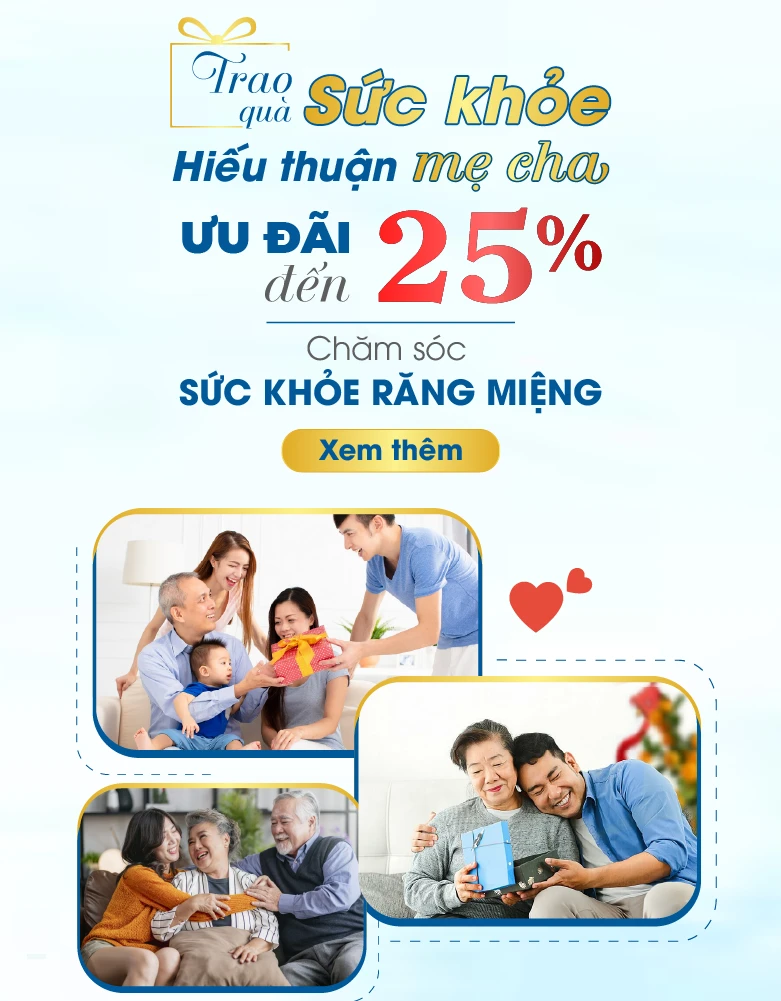 Trao quà Sức khỏe
Hiếu thuận mẹ cha
ƯU ĐÃI đến 25%
Chăm sóc
SỨC KHỎE RĂNG MIỆNG
Xem thêm